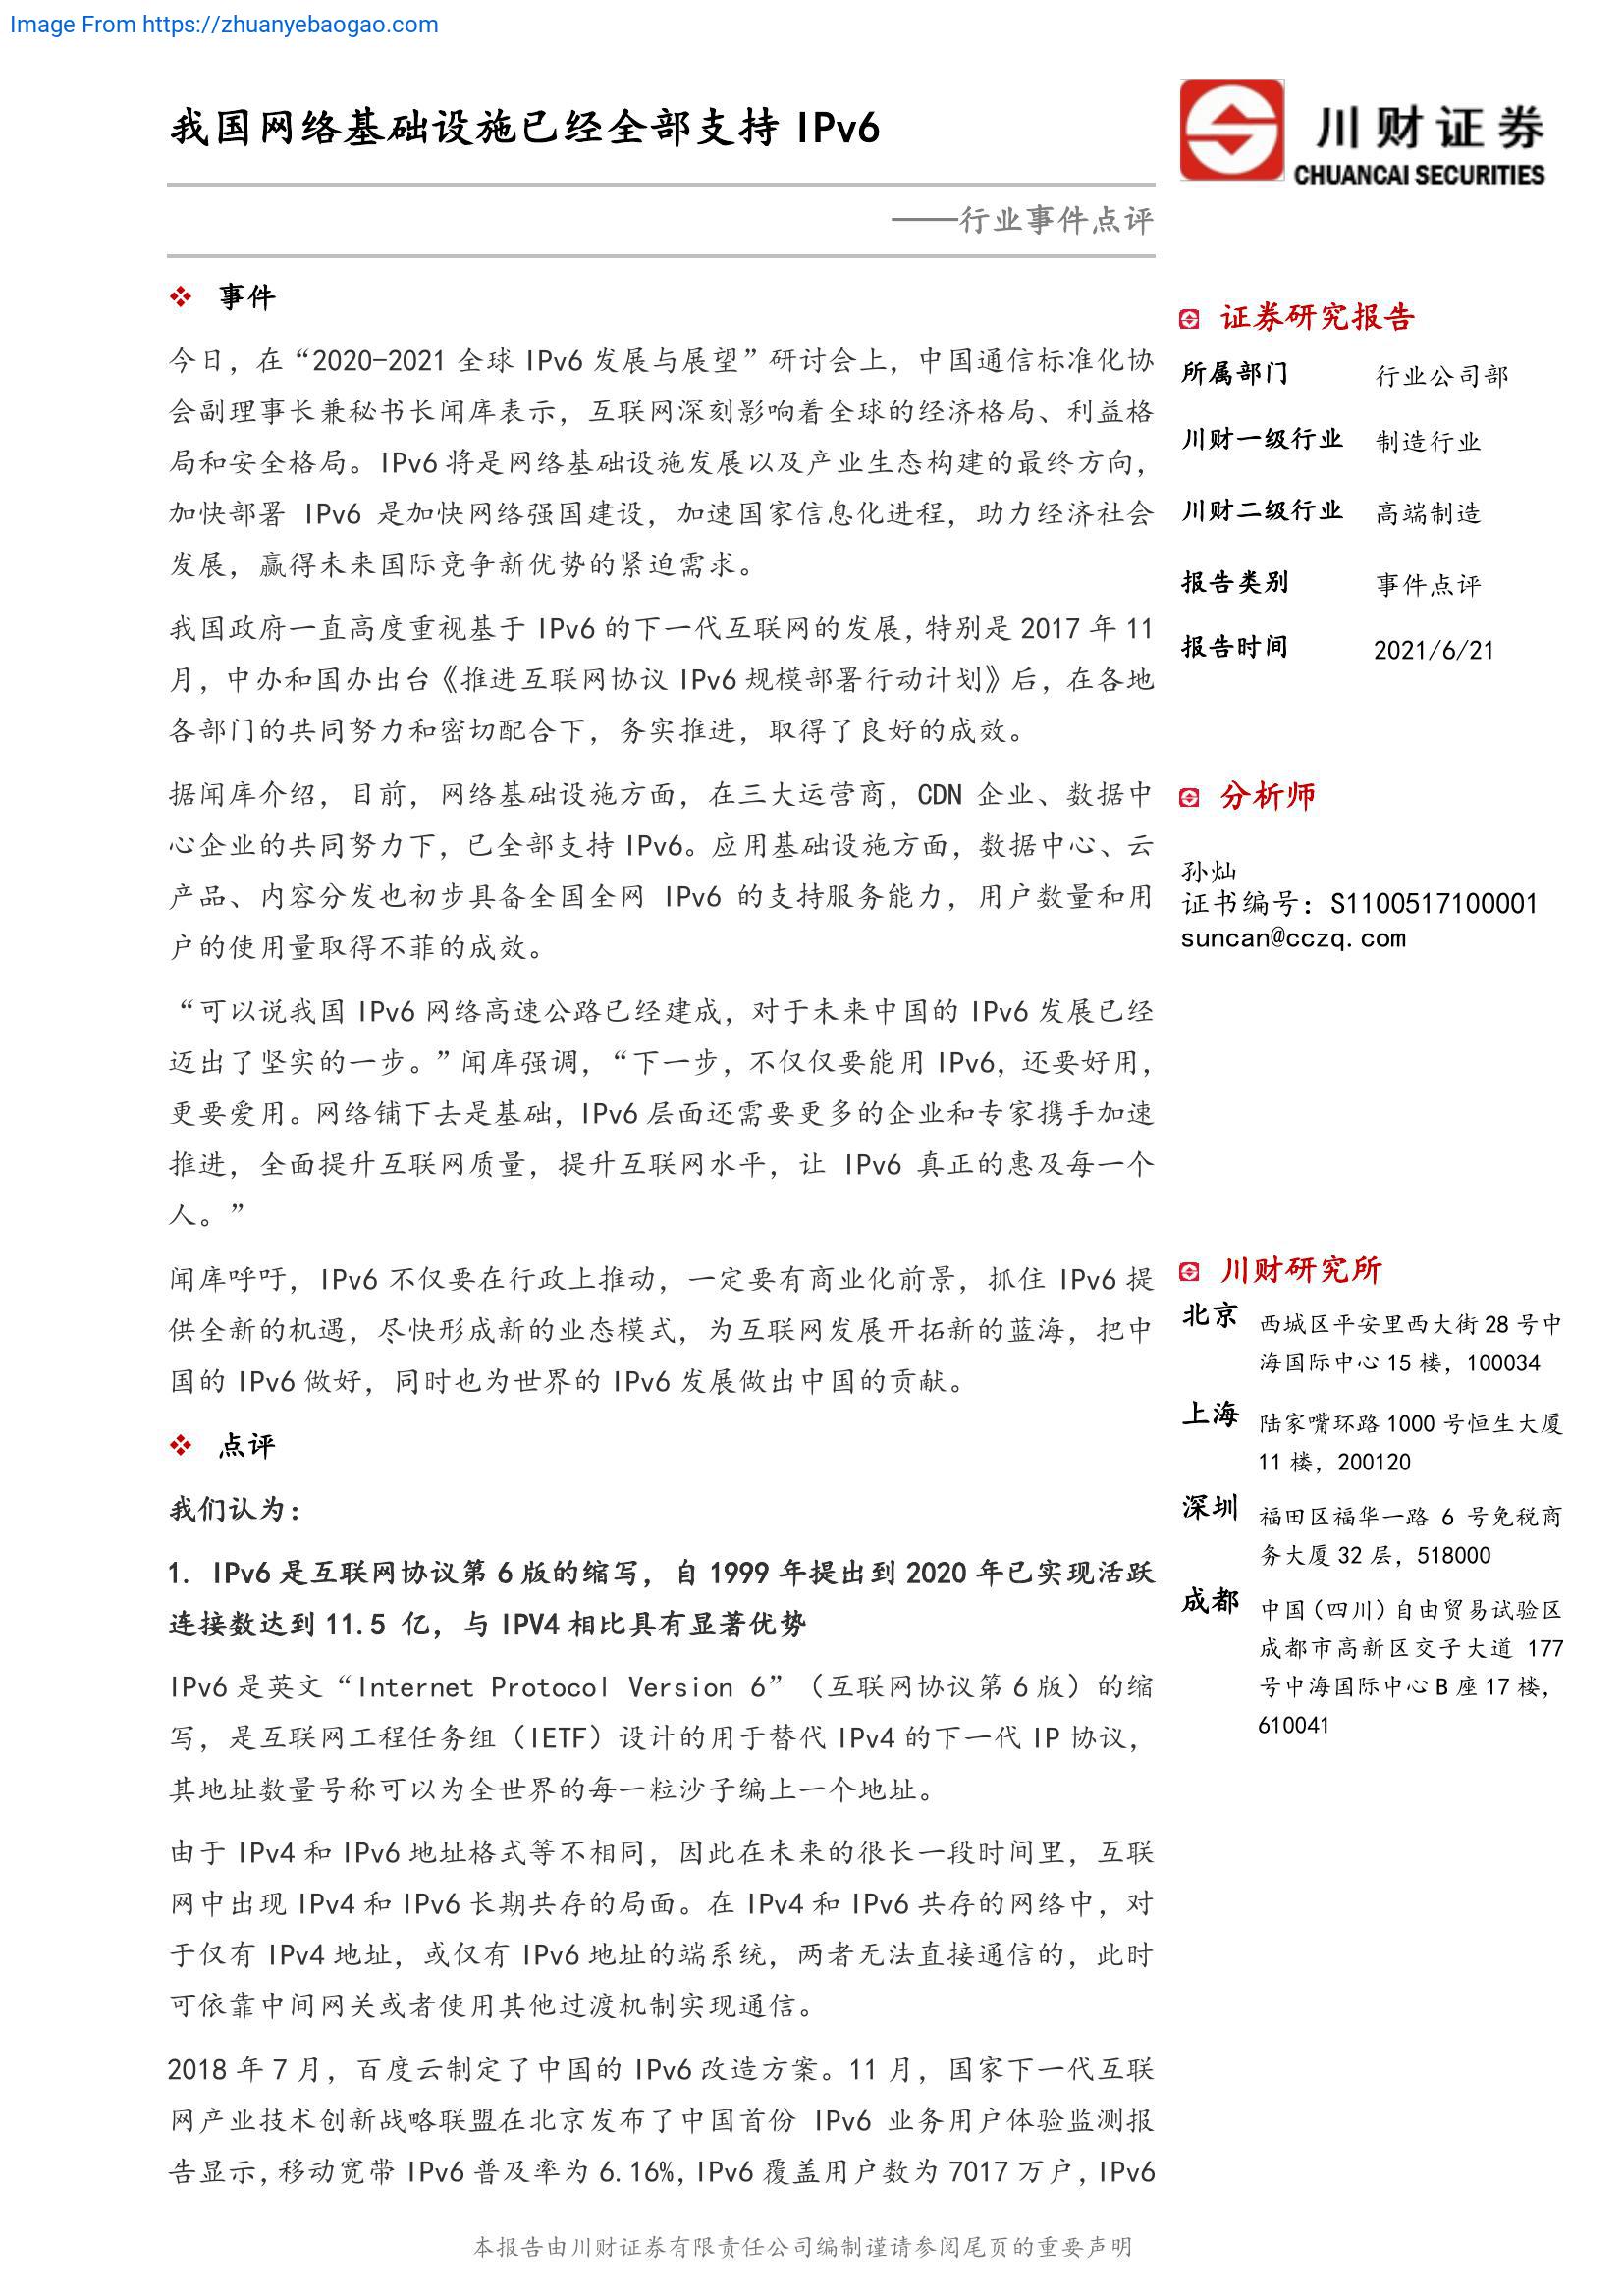 Image From https://zhuanyebaogao.com
我国网络基础设施已经全部支持 IPv6
川财证券
CHUANCAI SECURITIES
——行业事件点评
事件
今日，在“2020-2021 全球 IPv6 发展与展望”研讨会上，中国通信标准化协
会副理事长兼秘书长闻库表示，互联网深刻影响着全球的经济格局、利益格
局和安全格局。IPv6 将是网络基础设施发展以及产业生态构建的最终方向，
加快部署 IPv6 是加快网络强国建设，加速国家信息化进程，助力经济社会
发展，赢得未来国际竞争新优势的紧迫需求。
我国政府一直高度重视基于 IPv6 的下一代互联网的发展，特别是 2017 年 11
月，中办和国办出台《推进互联网协议 IPv6 规模部署行动计划》后，在各地
各部门的共同努力和密切配合下，务实推进，取得了良好的成效。
据闻库介绍，目前，网络基础设施方面，在三大运营商，CDN 企业、数据中
心企业的共同努力下，已全部支持 IPv6。应用基础设施方面，数据中心、云
产品、内容分发也初步具备全国全网 IPv6 的支持服务能力，用户数量和用
户的使用量取得不菲的成效。
“可以说我国 IPv6 网络高速公路已经建成，对于未来中国的 IPv6 发展已经
迈出了坚实的一步。”闻库强调，“下一步，不仅仅要能用 IPv6，还要好用，
更要爱用。网络铺下去是基础，IPv6 层面还需要更多的企业和专家携手加速
推进，全面提升互联网质量，提升互联网水平，让 IPv6 真正的惠及每一个
人。”
闻库呼吁，IPv6 不仅要在行政上推动，一定要有商业化前景，抓住 IPv6 提
供全新的机遇，尽快形成新的业态模式，为互联网发展开拓新的蓝海，把中
国的 IPv6 做好，同时也为世界的 IPv6 发展做出中国的贡献。
点评
我们认为：
1. IPv6 是互联网协议第 6 版的缩写，自 1999 年提出到 2020 年已实现活跃
连接数达到 11.5 亿，与 IPV4 相比具有显著优势
IPv6 是英文“Internet Protocol Version 6”（互联网协议第 6 版）的缩
写，是互联网工程任务组（IETF）设计的用于替代 IPv4 的下一代 IP 协议，
其地址数量号称可以为全世界的每一粒沙子编上一个地址。
由于 IPv4 和 IPv6 地址格式等不相同，因此在未来的很长一段时间里，互联
网中出现 IPv4 和 IPv6 长期共存的局面。在 IPv4 和 IPv6 共存的网络中，对
于仅有 IPv4 地址，或仅有 IPv6 地址的端系统，两者无法直接通信的，此时
可依靠中间网关或者使用其他过渡机制实现通信。
2018 年 7 月，百度云制定了中国的 IPv6 改造方案。11 月，国家下一代互联
网产业技术创新战略联盟在北京发布了中国首份 IPv6 业务用户体验监测报
告显示，移动宽带 IPv6 普及率为 6.16%，IPv6 覆盖用户数为 7017 万户，IPv6
证券研究报告
所属部门 行业公司部
川财一级行业 制造行业
川财二级行业 高端制造
报告类别 事件点评
报告时间 2021/6/21
分析师
孙灿
证书编号：S1100517100001
suncan@cczq.com
川财研究所
北京 西城区平安里西大街 28 号中
海国际中心 15 楼，100034
上海 陆家嘴环路 1000 号恒生大厦
11 楼，200120
深圳 福田区福华一路 6 号免税商
务大厦 32 层，518000
成都 中国（四川）自由贸易试验区
成都市高新区交子大道 177
号中海国际中心 B 座 17 楼，
610041
本报告由川财证券有限责任公司编制谨请参阅尾页的重要声明